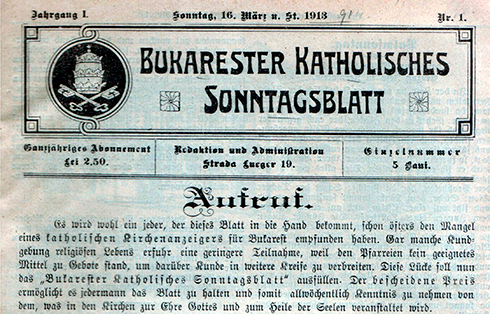 Jahrgang I. Sonntag, 16. März n. St. 1913 Nr. 1.
BUKARESTER KATHOLISCHES
SONNTAGSBLATT
Ganzjähriges Abonnement
Lei 2.50.
Redaktion und Administration
Strada Lueger 19.
Einzelnummer
5 Bani.
Aufruf.
Es wird wohl ein jeder, der dieses Blatt in die Hand bekommt, schon öfters den Mangel
eines katholischen Kirchenanzeigers für Bukarest empfunden haben. Gar manche Kund-
gebung religiösen Lebens erfuhr eine geringere Teilnahme, weil den Pfarreien kein geeignetes
Mittel zu Gebote stand, um darüber Kunde in weitere Kreise zu verbreiten. Diese Lücke soll nun
das „Bukarester Katholisches Sonntagsblatt" ausfüllen. Der bescheidene Preis
ermöglicht es jedermann das Blatt zu halten und somit allwöchentlich Kenntnis zu nehmen von
dem, was in den Kirchen zur Ehre Gottes und zum Heile der Seelen veranstaltet wird.